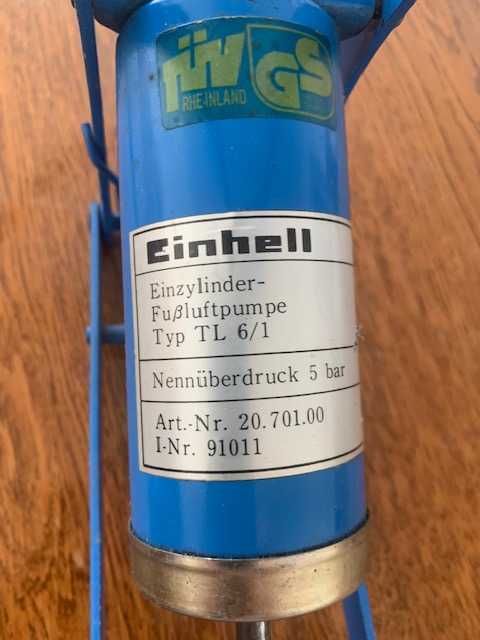 TÜV GS
RHEINLAND
Einhell
Einzylinder-
Fußluftpumpe
Typ TL 6/1
Nennüberdruck 5 bar
Art.-Nr. 20.701.00
I-Nr. 91011